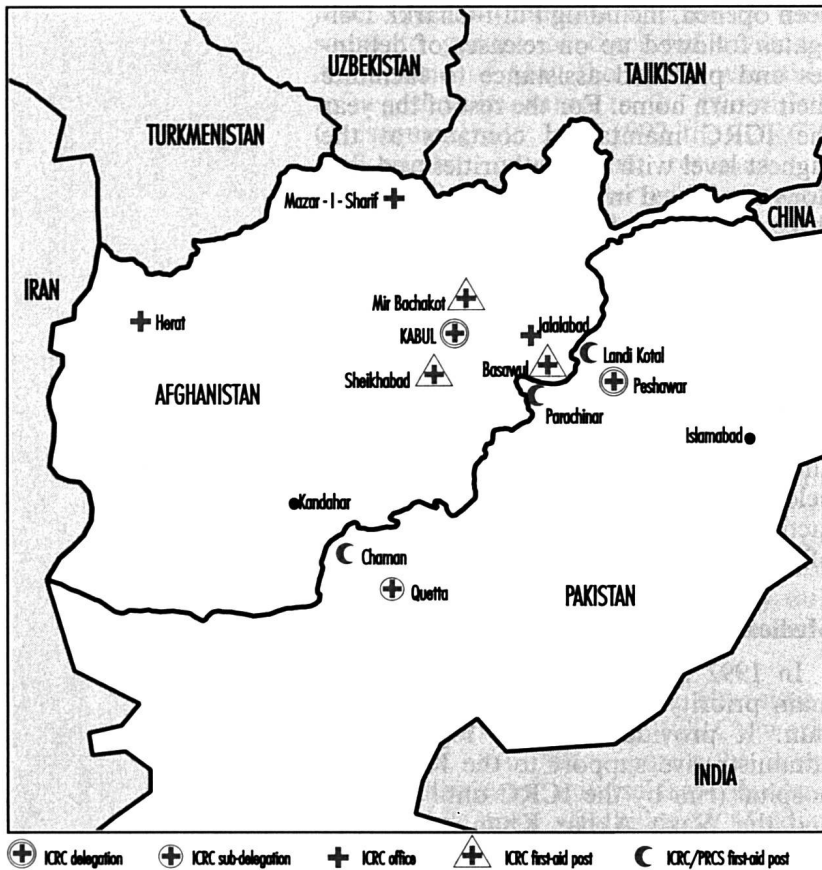 UZBEKISTAN
TAJIKISTAN
TURKMENISTAN
Mazar - I - Sharif
CHINA
IRAN
Mir Bachakot
Herat
KABUL
Jalalabad
Landi Kotal
Sheikhabad
Basawul
Peshawar
AFGHANISTAN
Parachinar
Islamabad
Kandahar
Chaman
Quetta
PAKISTAN
INDIA
ICRC delegation
ICRC sub-delegation
ICRC office
ICRC first-aid post
ICRC/PRCS first-aid post